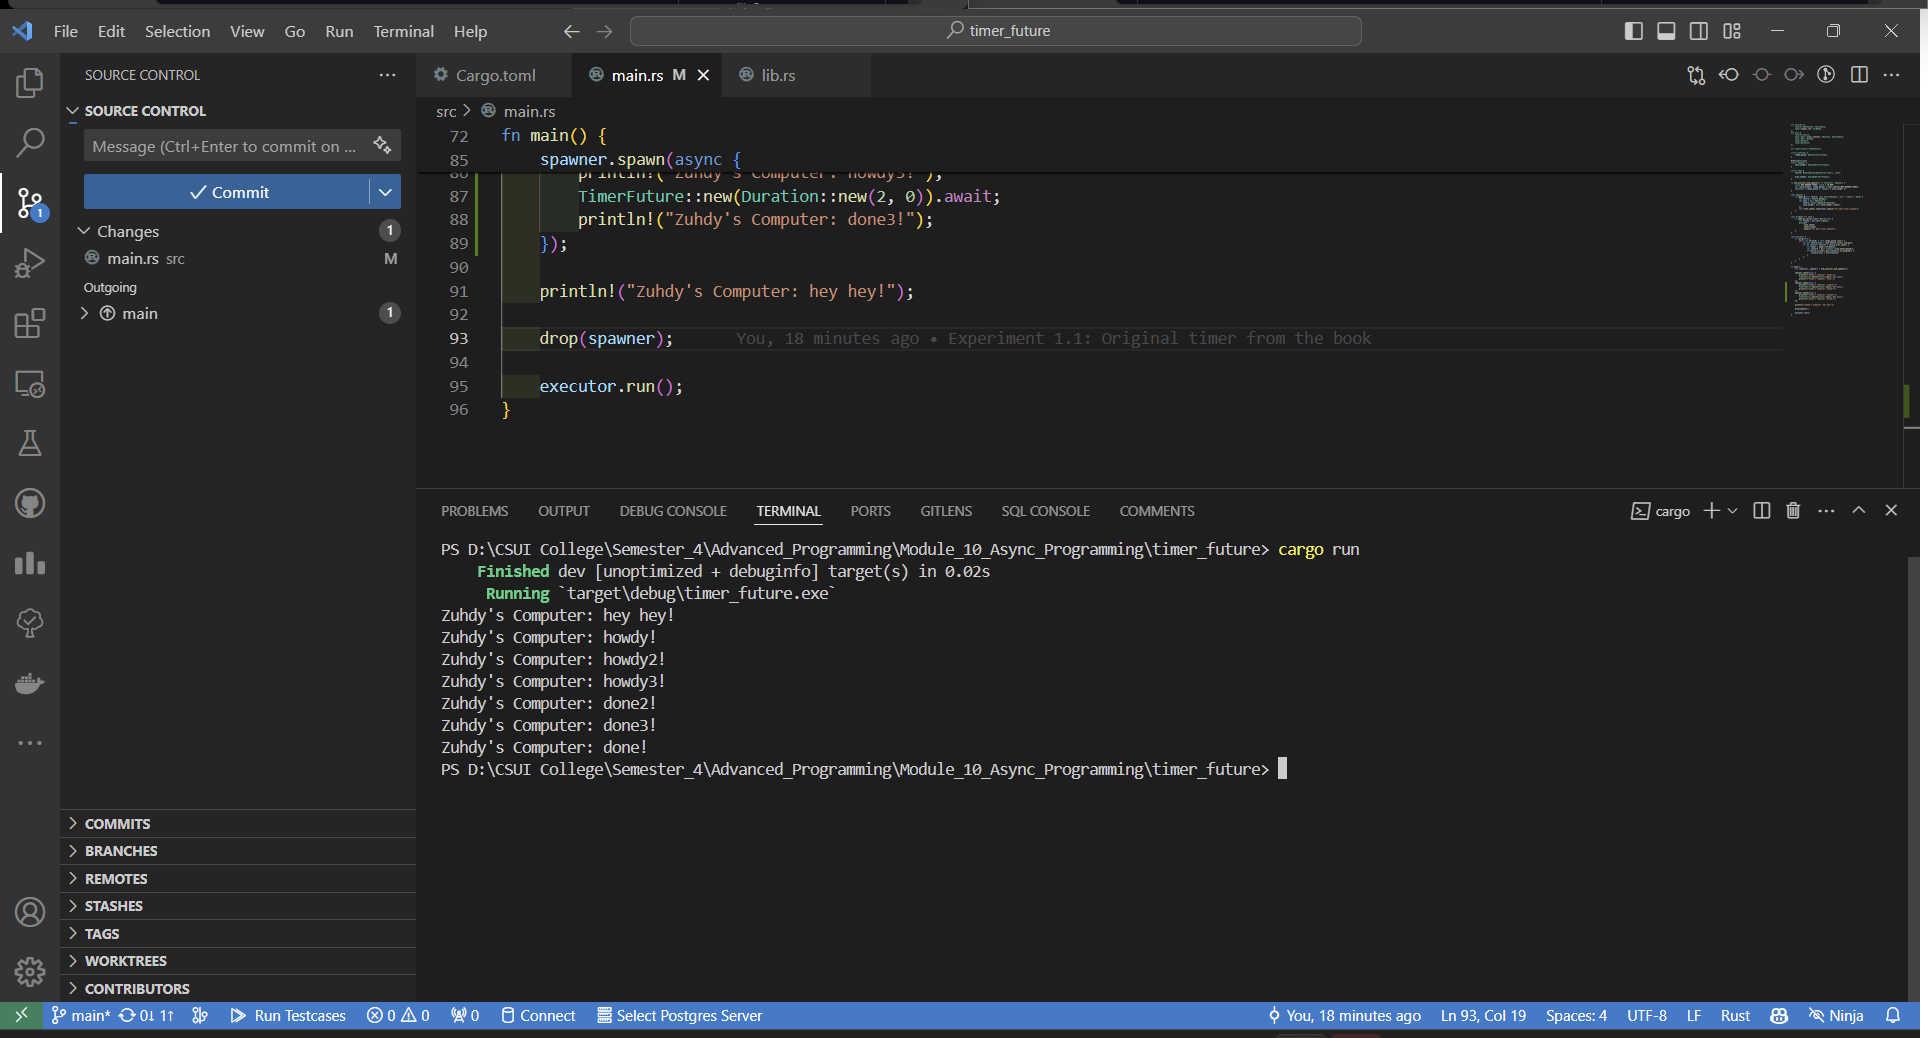 File Edit Selection View Go Run Terminal Help
timer_future
SOURCE CONTROL
SOURCE CONTROL
Message (Ctrl+Enter to commit on ...
Commit
1
Changes 1
main.rs src M
Outgoing
main 1
COMMITS
BRANCHES
REMOTES
STASHES
TAGS
WORKTREES
CONTRIBUTORS
Cargo.toml main.rs M lib.rs
src > main.rs
72 fn main() {
85 spawner.spawn(async {
86 println!("Zuhdy's Computer: howdy3!");
87 TimerFuture::new(Duration::new(2, 0)).await;
88 println!("Zuhdy's Computer: done3!");
89 });
90
91 println!("Zuhdy's Computer: hey hey!");
92
93 drop(spawner); You, 18 minutes ago • Experiment 1.1: Original timer from the book
94
95 executor.run();
96 }
PROBLEMS OUTPUT DEBUG CONSOLE TERMINAL PORTS GITLENS SQL CONSOLE COMMENTS
cargo
PS D:\CSUI College\Semester_4\Advanced_Programming\Module_10_Async_Programming\timer_future> cargo run
Finished dev [unoptimized + debuginfo] target(s) in 0.02s
Running `target\debug\timer_future.exe`
Zuhdy's Computer: hey hey!
Zuhdy's Computer: howdy!
Zuhdy's Computer: howdy2!
Zuhdy's Computer: howdy3!
Zuhdy's Computer: done2!
Zuhdy's Computer: done3!
Zuhdy's Computer: done!
PS D:\CSUI College\Semester_4\Advanced_Programming\Module_10_Async_Programming\timer_future>
main* 0↓ 1↑ Run Testcases 0 0 0 Connect Select Postgres Server You, 18 minutes ago Ln 93, Col 19 Spaces: 4 UTF-8 LF Rust Ninja